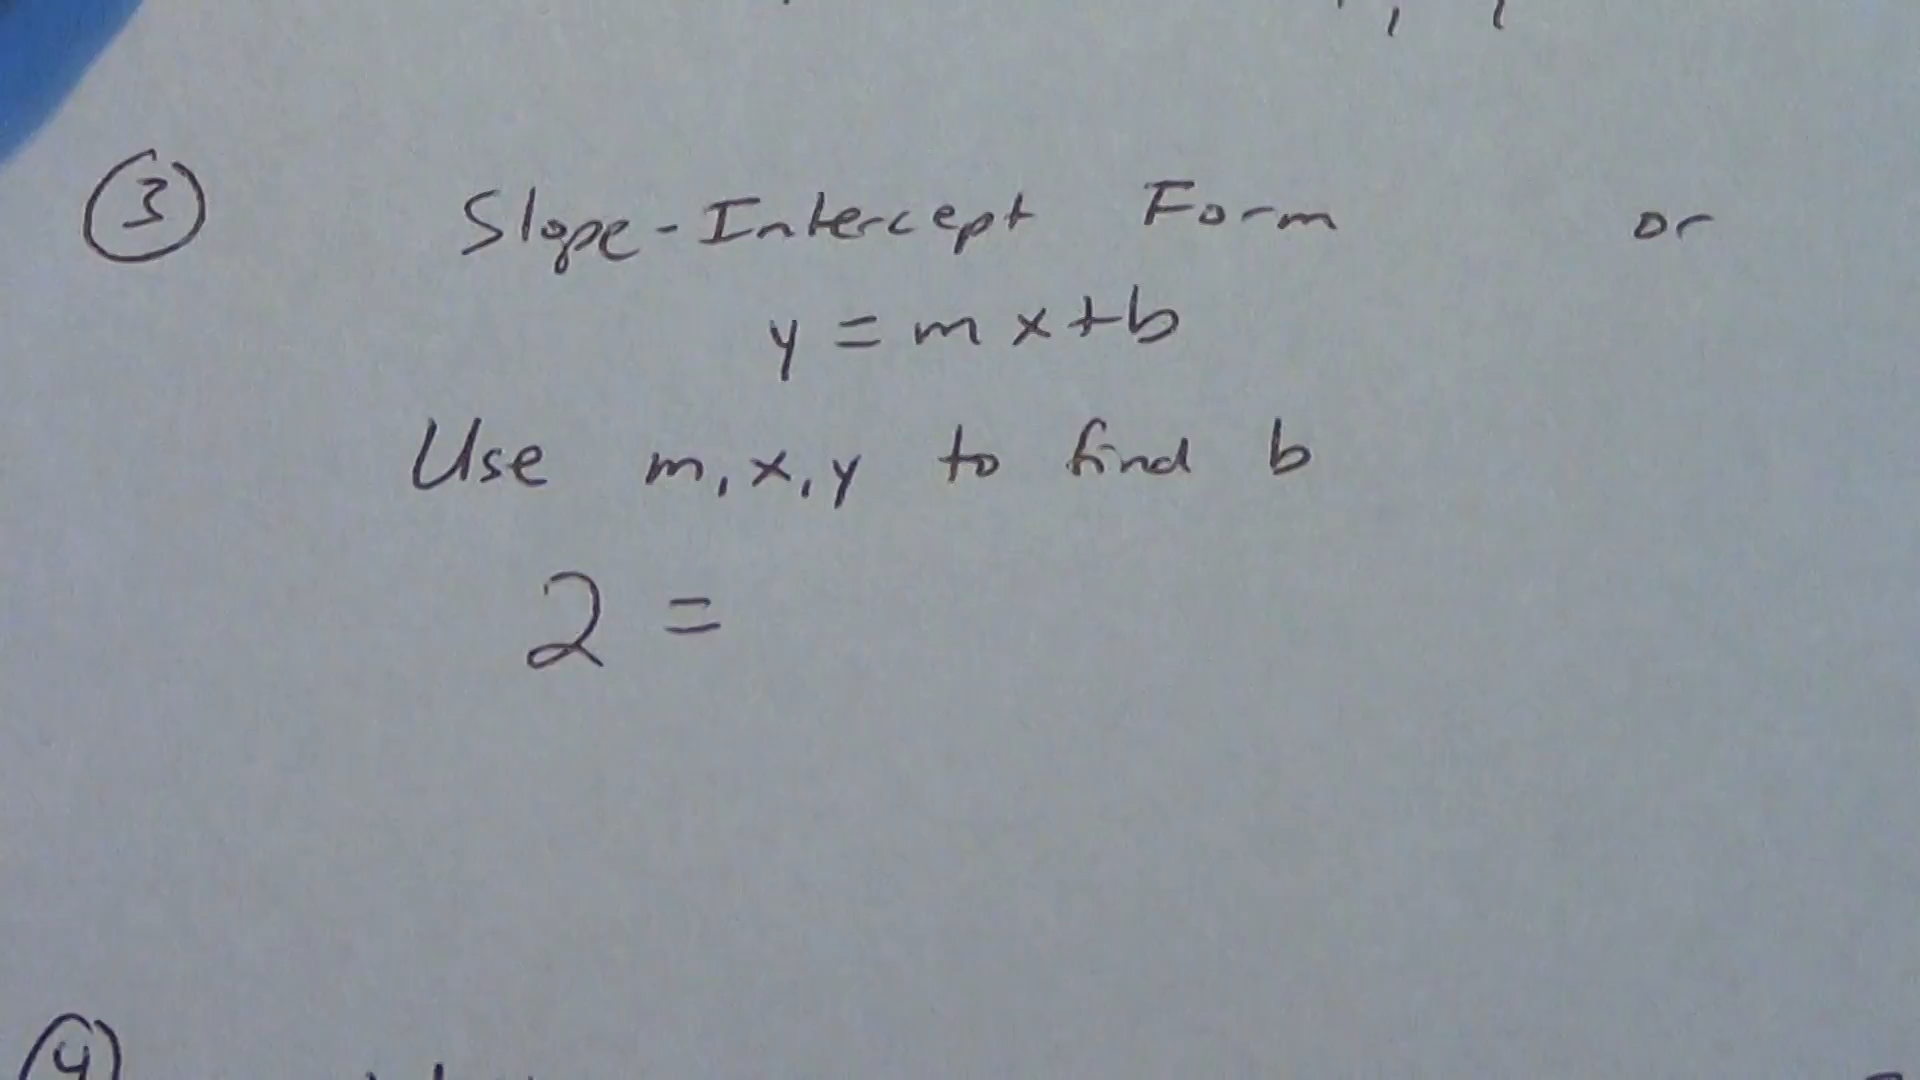 3 Slope-Intercept Form or
y = mx+b
Use m, x, y to find b
2 =
4